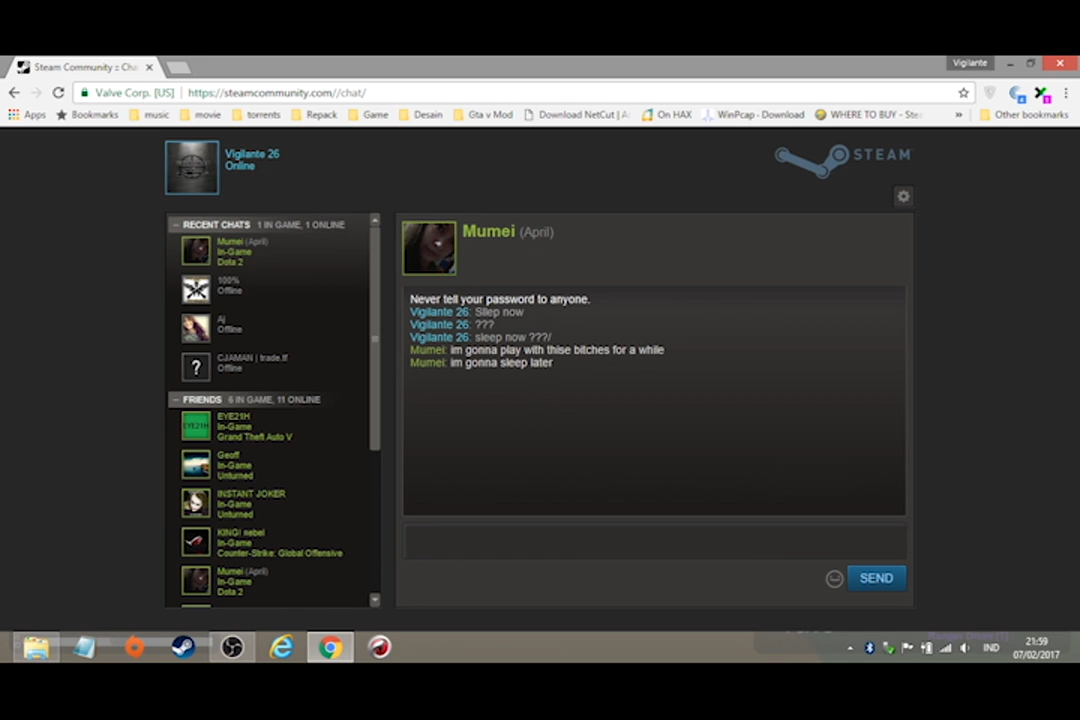 Steam Community :: Cha
Vigilante
Valve Corp. [US] https://steamcommunity.com//chat/
Apps Bookmarks music movie torrents Repack Game Desain Gta v Mod Download NetCut | A On HAX WinPcap - Download WHERE TO BUY - Stea » Other bookmarks
Vigilante 26
Online
STEAM
RECENT CHATS 1 IN GAME, 1 ONLINE
Mumei (April)
In-Game
Dota 2
100%
Offline
Aj
Offline
?
CJAMAN | trade.tf
Offline
FRIENDS 6 IN GAME, 11 ONLINE
EYE21H
EYE21H
In-Game
Grand Theft Auto V
Geoff
In-Game
Unturned
INSTANT JOKER
In-Game
Unturned
KING! яebel
In-Game
Counter-Strike: Global Offensive
Mumei (April)
In-Game
Dota 2
Mumei (April)
Never tell your password to anyone.
Vigilante 26: Sllep now
Vigilante 26: ???
Vigilante 26: sleep now ???/
Mumei: im gonna play with thise bitches for a while
Mumei: im gonna sleep later
SEND
IND
21:59
07/02/2017